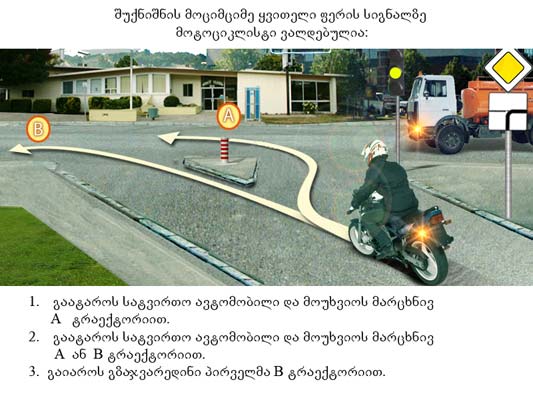 შუქნიშნის მოციმციმე ყვითელი ფერის სიგნალზე
მოტოციკლისტი ვალდებულია:
A
B
1. გაატაროს სატვირთო ავტომობილი და მოუხვიოს მარცხნივ
A ტრაექტორიით.
2. გაატაროს სატვირთო ავტომობილი და მოუხვიოს მარცხნივ
A ან B ტრაექტორიით.
3. გაიაროს გზაჯვარედინი პირველმა B ტრაექტორიით.